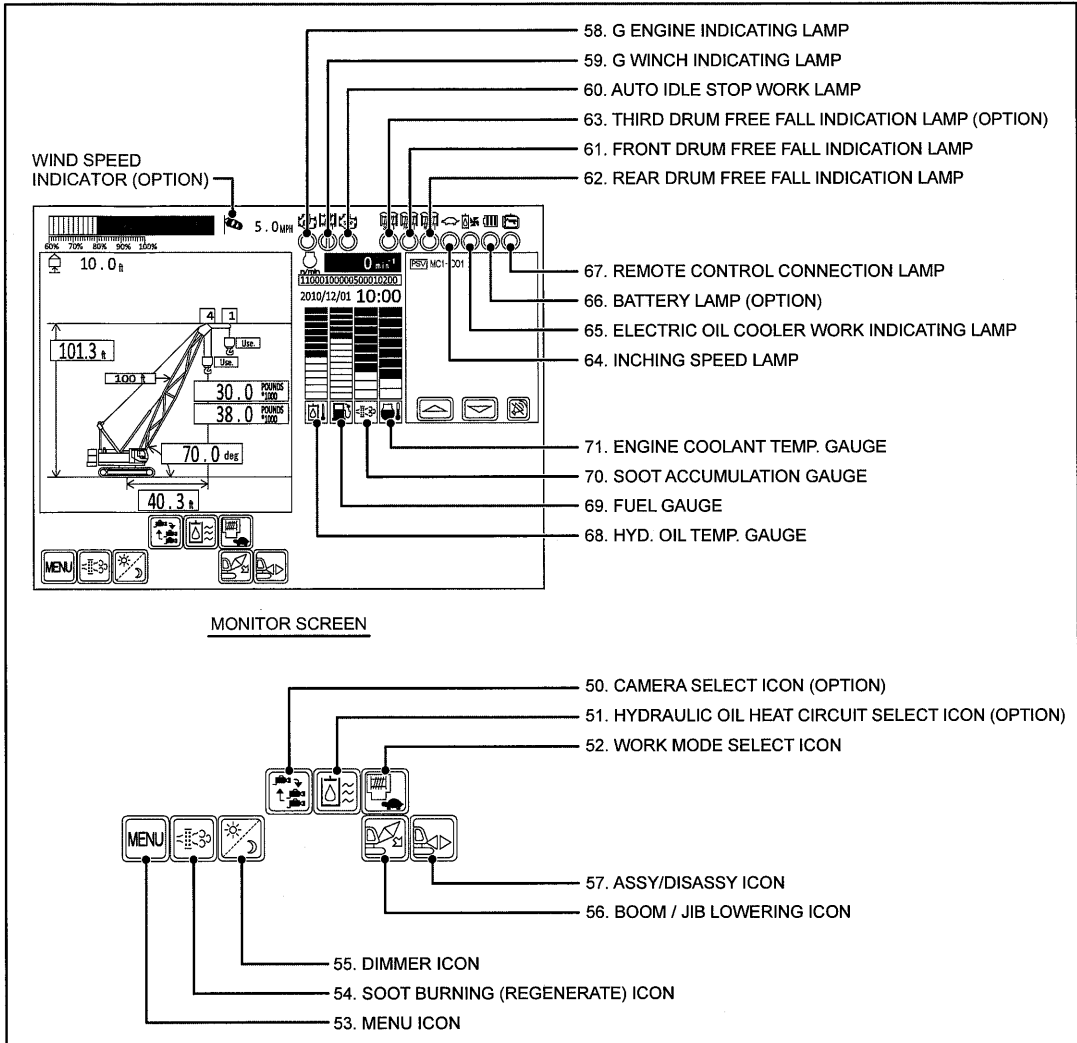 58. G ENGINE INDICATING LAMP
59. G WINCH INDICATING LAMP
60. AUTO IDLE STOP WORK LAMP
63. THIRD DRUM FREE FALL INDICATION LAMP (OPTION)
61. FRONT DRUM FREE FALL INDICATION LAMP
62. REAR DRUM FREE FALL INDICATION LAMP
WIND SPEED
INDICATOR (OPTION)
5.0MPH
60% 70% 80% 90% 100%
10.0ft
n/min
0 min-1
PSV MC1-
11000100000500010200
2010/12/01 10:00
67. REMOTE CONTROL CONNECTION LAMP
66. BATTERY LAMP (OPTION)
65. ELECTRIC OIL COOLER WORK INDICATING LAMP
64. INCHING SPEED LAMP
4 1
Use.
Use.
101.3 ft
100 ft
30.0 POUNDS *1000
38.0 POUNDS *1000
70.0 deg
40.3 ft
71. ENGINE COOLANT TEMP. GAUGE
70. SOOT ACCUMULATION GAUGE
69. FUEL GAUGE
68. HYD. OIL TEMP. GAUGE
MENU
MONITOR SCREEN
50. CAMERA SELECT ICON (OPTION)
51. HYDRAULIC OIL HEAT CIRCUIT SELECT ICON (OPTION)
52. WORK MODE SELECT ICON
MENU
57. ASSY/DISASSY ICON
56. BOOM / JIB LOWERING ICON
55. DIMMER ICON
54. SOOT BURNING (REGENERATE) ICON
53. MENU ICON